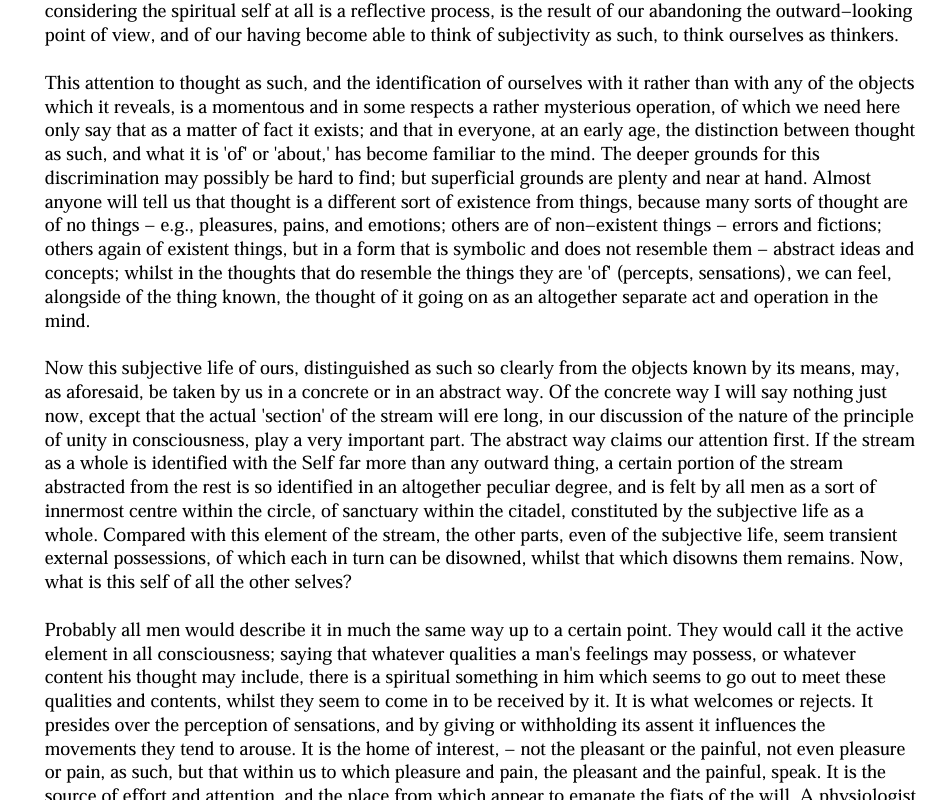 considering the spiritual self at all is a reflective process, is the result of our abandoning the outward−looking
point of view, and of our having become able to think of subjectivity as such, to think ourselves as thinkers.
This attention to thought as such, and the identification of ourselves with it rather than with any of the objects
which it reveals, is a momentous and in some respects a rather mysterious operation, of which we need here
only say that as a matter of fact it exists; and that in everyone, at an early age, the distinction between thought
as such, and what it is 'of' or 'about,' has become familiar to the mind. The deeper grounds for this
discrimination may possibly be hard to find; but superficial grounds are plenty and near at hand. Almost
anyone will tell us that thought is a different sort of existence from things, because many sorts of thought are
of no things − e.g., pleasures, pains, and emotions; others are of non−existent things − errors and fictions;
others again of existent things, but in a form that is symbolic and does not resemble them − abstract ideas and
concepts; whilst in the thoughts that do resemble the things they are 'of' (percepts, sensations), we can feel,
alongside of the thing known, the thought of it going on as an altogether separate act and operation in the
mind.
Now this subjective life of ours, distinguished as such so clearly from the objects known by its means, may,
as aforesaid, be taken by us in a concrete or in an abstract way. Of the concrete way I will say nothing just
now, except that the actual 'section' of the stream will ere long, in our discussion of the nature of the principle
of unity in consciousness, play a very important part. The abstract way claims our attention first. If the stream
as a whole is identified with the Self far more than any outward thing, a certain portion of the stream
abstracted from the rest is so identified in an altogether peculiar degree, and is felt by all men as a sort of
innermost centre within the circle, of sanctuary within the citadel, constituted by the subjective life as a
whole. Compared with this element of the stream, the other parts, even of the subjective life, seem transient
external possessions, of which each in turn can be disowned, whilst that which disowns them remains. Now,
what is this self of all the other selves?
Probably all men would describe it in much the same way up to a certain point. They would call it the active
element in all consciousness; saying that whatever qualities a man's feelings may possess, or whatever
content his thought may include, there is a spiritual something in him which seems to go out to meet these
qualities and contents, whilst they seem to come in to be received by it. It is what welcomes or rejects. It
presides over the perception of sensations, and by giving or withholding its assent it influences the
movements they tend to arouse. It is the home of interest, − not the pleasant or the painful, not even pleasure
or pain, as such, but that within us to which pleasure and pain, the pleasant and the painful, speak. It is the
source of effort and attention, and the place from which appear to emanate the fiats of the will. A physiologist